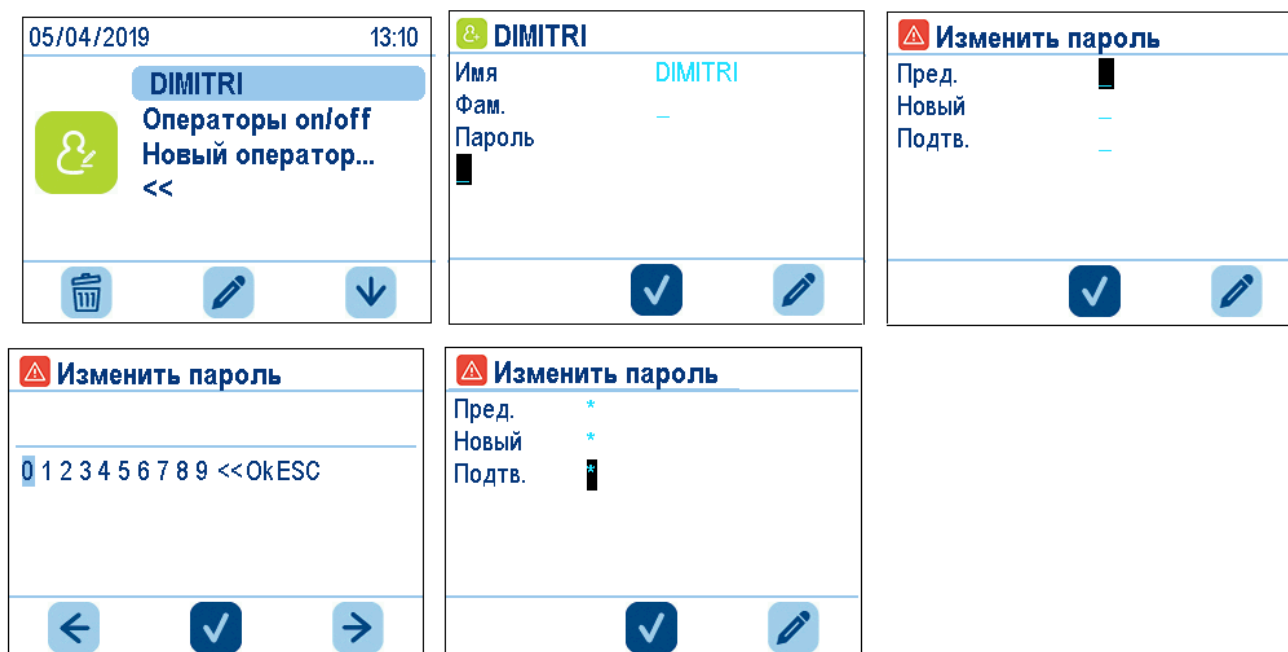 05/04/2019 13:10
DIMITRI
Операторы on/off
Новый оператор...
<<
DIMITRI
Имя DIMITRI
Фам. _
Пароль
_
Изменить пароль
Пред. _
Новый _
Подтв. _
Изменить пароль
0 1 2 3 4 5 6 7 8 9 <<OkESC
Изменить пароль
Пред. *
Новый *
Подтв. *